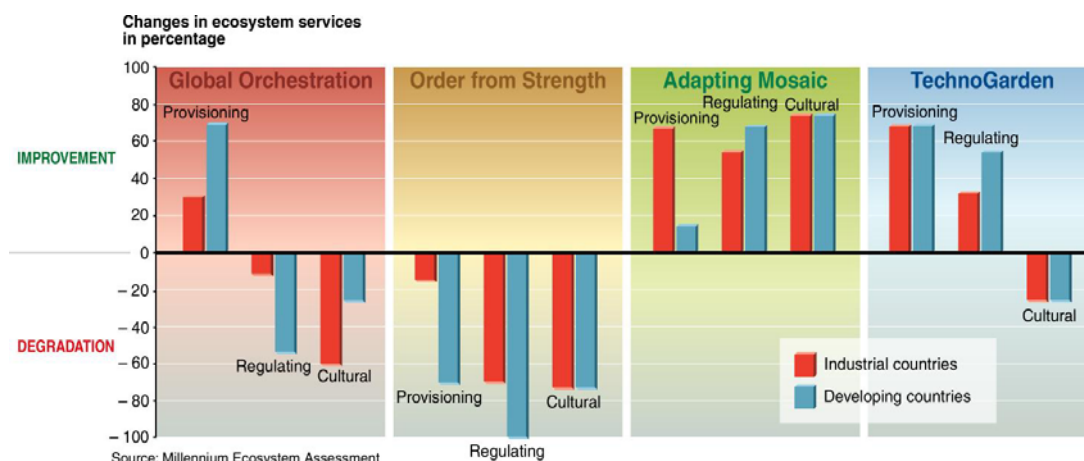 Changes in ecosystem services
in percentage
100
80
60
40
20
0
– 20
– 40
– 60
– 80
– 100
IMPROVEMENT
DEGRADATION
Global Orchestration
Provisioning
Regulating
Cultural
Order from Strength
Provisioning
Regulating
Cultural
Adapting Mosaic
Provisioning
Regulating
Cultural
TechnoGarden
Provisioning
Regulating
Cultural
Industrial countries
Developing countries
Source: Millennium Ecosystem Assessment